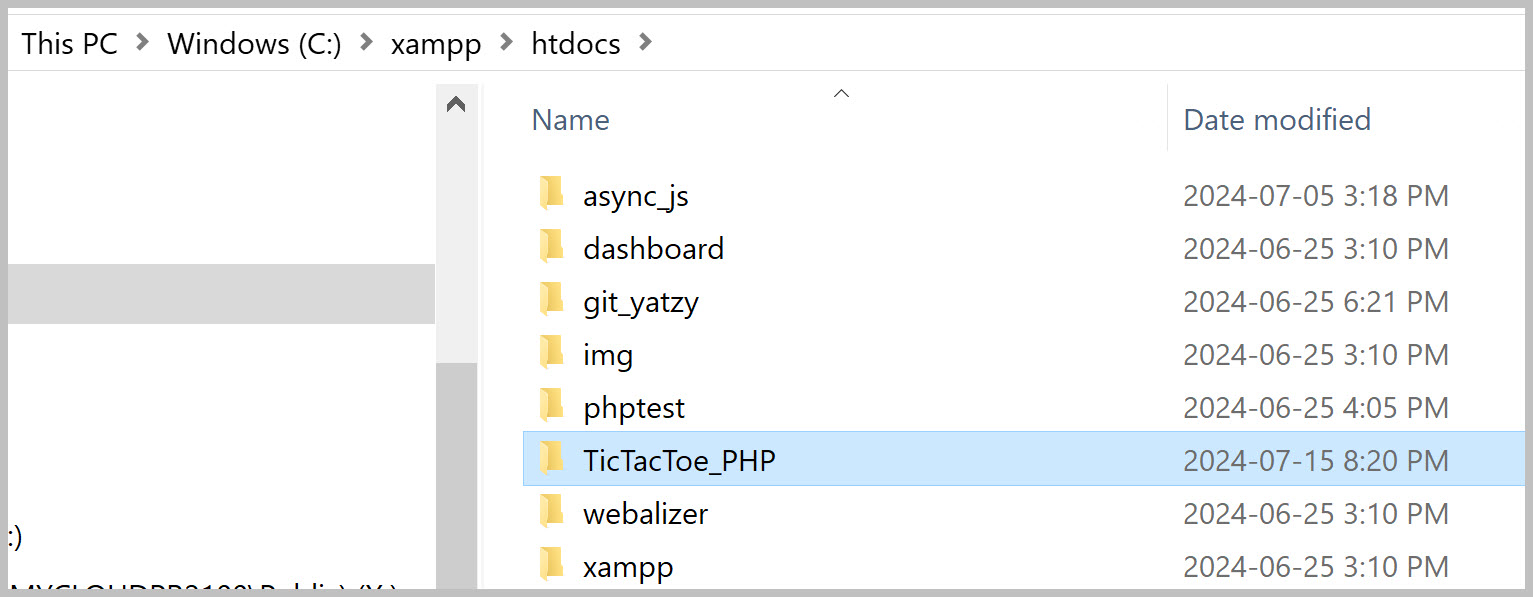 This PC > Windows (C:) > xampp > htdocs >
Name Date modified
async_js 2024-07-05 3:18 PM
dashboard 2024-06-25 3:10 PM
git_yatzy 2024-06-25 6:21 PM
img 2024-06-25 3:10 PM
phptest 2024-06-25 4:05 PM
TicTacToe_PHP 2024-07-15 8:20 PM
webalizer 2024-06-25 3:10 PM
:)
xampp 2024-06-25 3:10 PM